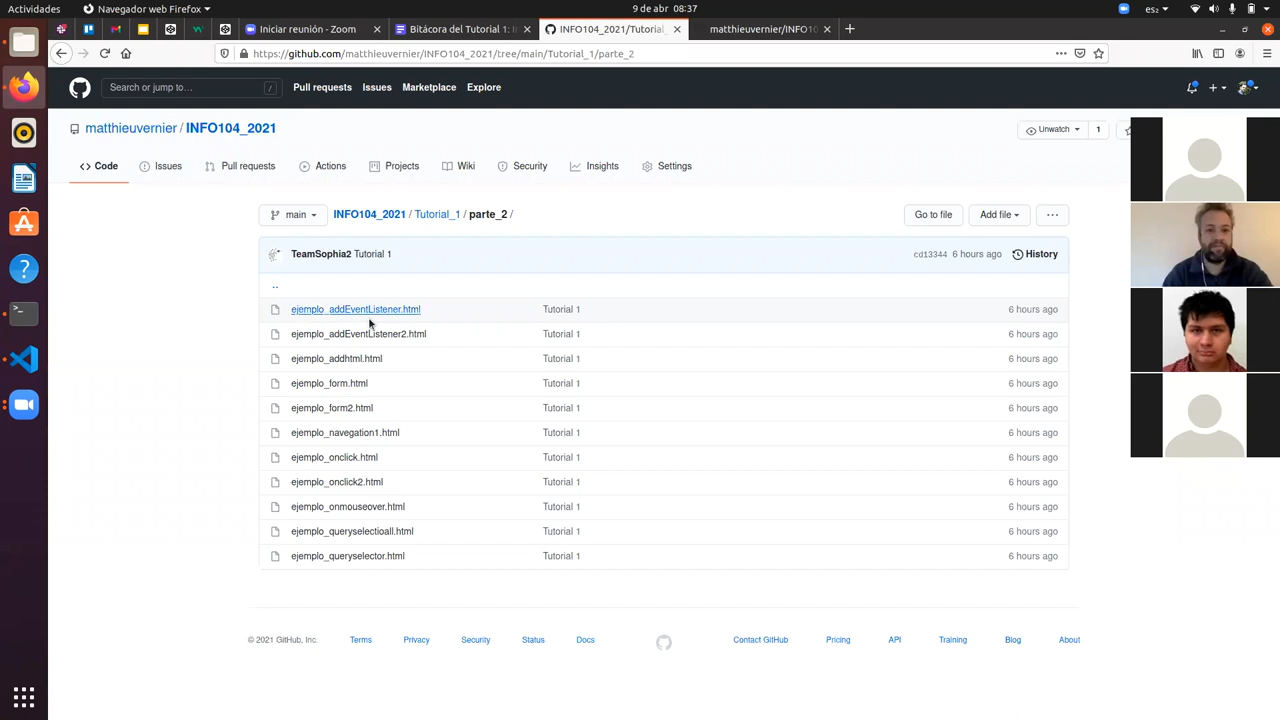 Actividades
Navegador web Firefox
9 de abr 08:37
es₂
Iniciar reunión - Zoom
Bitácora del Tutorial 1: In
INFO104_2021/Tutorial_
matthieuvernier/INFO10
https://github.com/matthieuvernier/INFO104_2021/tree/main/Tutorial_1/parte_2
Search or jump to…
/
Pull requests
Issues
Marketplace
Explore
matthieuvernier / INFO104_2021
Unwatch
1
Code
Issues
Pull requests
Actions
Projects
Wiki
Security
Insights
Settings
main
INFO104_2021 / Tutorial_1 / parte_2 /
Go to file
Add file
TeamSophia2 Tutorial 1
cd13344 6 hours ago
History
..
ejemplo_addEventListener.html Tutorial 1 6 hours ago
ejemplo_addEventListener2.html Tutorial 1 6 hours ago
ejemplo_addhtml.html Tutorial 1 6 hours ago
ejemplo_form.html Tutorial 1 6 hours ago
ejemplo_form2.html Tutorial 1 6 hours ago
ejemplo_navegation1.html Tutorial 1 6 hours ago
ejemplo_onclick.html Tutorial 1 6 hours ago
ejemplo_onclick2.html Tutorial 1 6 hours ago
ejemplo_onmouseover.html Tutorial 1 6 hours ago
ejemplo_queryselectioall.html Tutorial 1 6 hours ago
ejemplo_queryselector.html Tutorial 1 6 hours ago
© 2021 GitHub, Inc.
Terms
Privacy
Security
Status
Docs
Contact GitHub
Pricing
API
Training
Blog
About